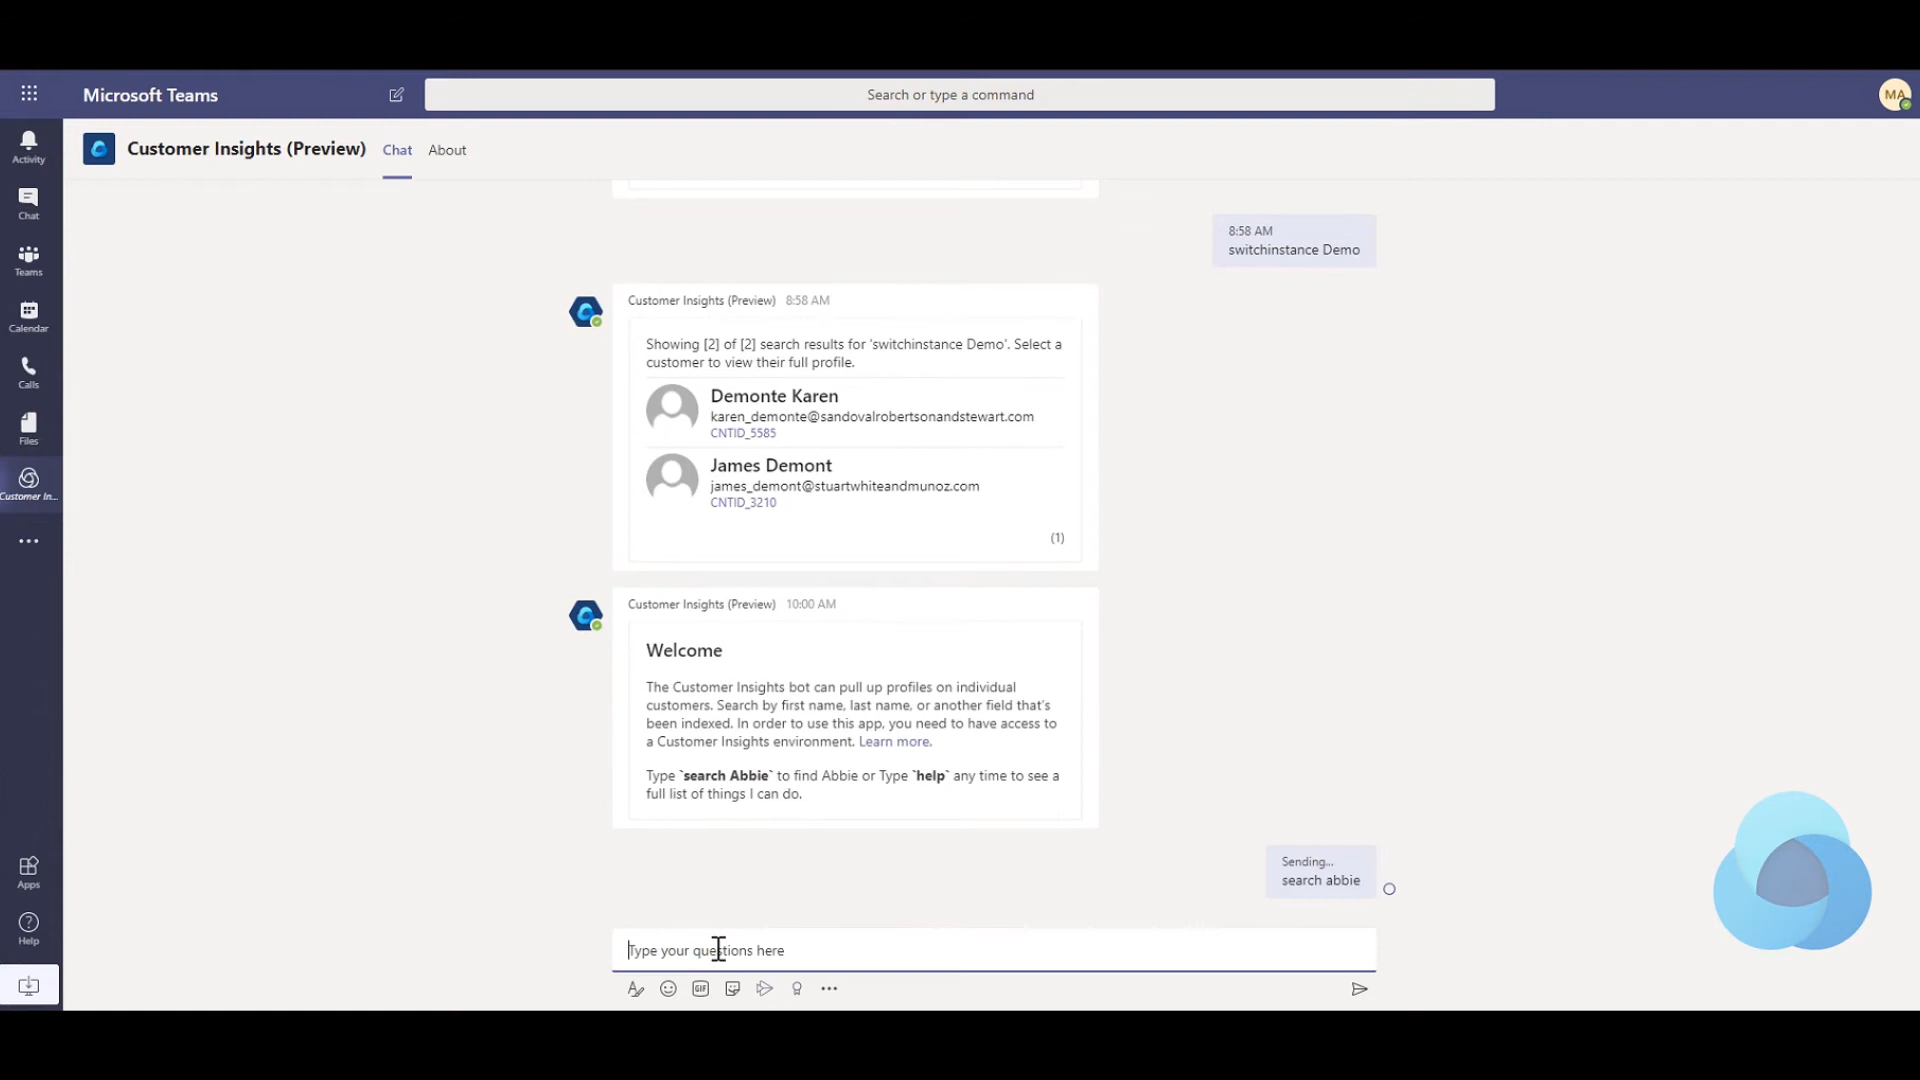 Microsoft Teams
Search or type a command
MA
Activity
Chat
Teams
Calendar
Calls
Files
Customer In...
Apps
Help
Customer Insights (Preview)
Chat
About
8:58 AM
switchinstance Demo
Customer Insights (Preview) 8:58 AM
Showing [2] of [2] search results for 'switchinstance Demo'. Select a
customer to view their full profile.
Demonte Karen
karen_demonte@sandovalrobertsonandstewart.com
CNTID_5585
James Demont
james_demont@stuartwhiteandmunoz.com
CNTID_3210
(1)
Customer Insights (Preview) 10:00 AM
Welcome
The Customer Insights bot can pull up profiles on individual
customers. Search by first name, last name, or another field that's
been indexed. In order to use this app, you need to have access to
a Customer Insights environment. Learn more.
Type `search Abbie` to find Abbie or Type `help` any time to see a
full list of things I can do.
Sending...
search abbie
Type your questions here
GIF